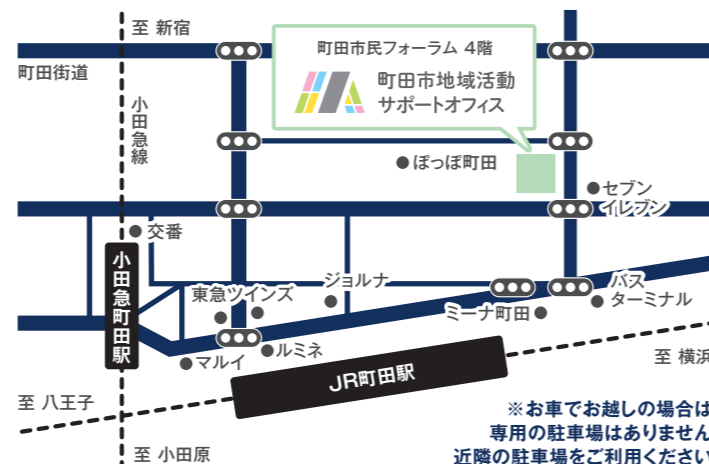 至 新宿
町田街道
小田急線
町田市民フォーラム 4階
町田市地域活動
サポートオフィス
ぽっぽ町田
セブン
イレブン
交番
小田急町田駅
東急ツインズ
ジョルナ
ミーナ町田
バス
ターミナル
マルイ
ルミネ
JR町田駅
至 横浜
至 八王子
至 小田原
※お車でお越しの場合は
専用の駐車場はありません
近隣の駐車場をご利用ください